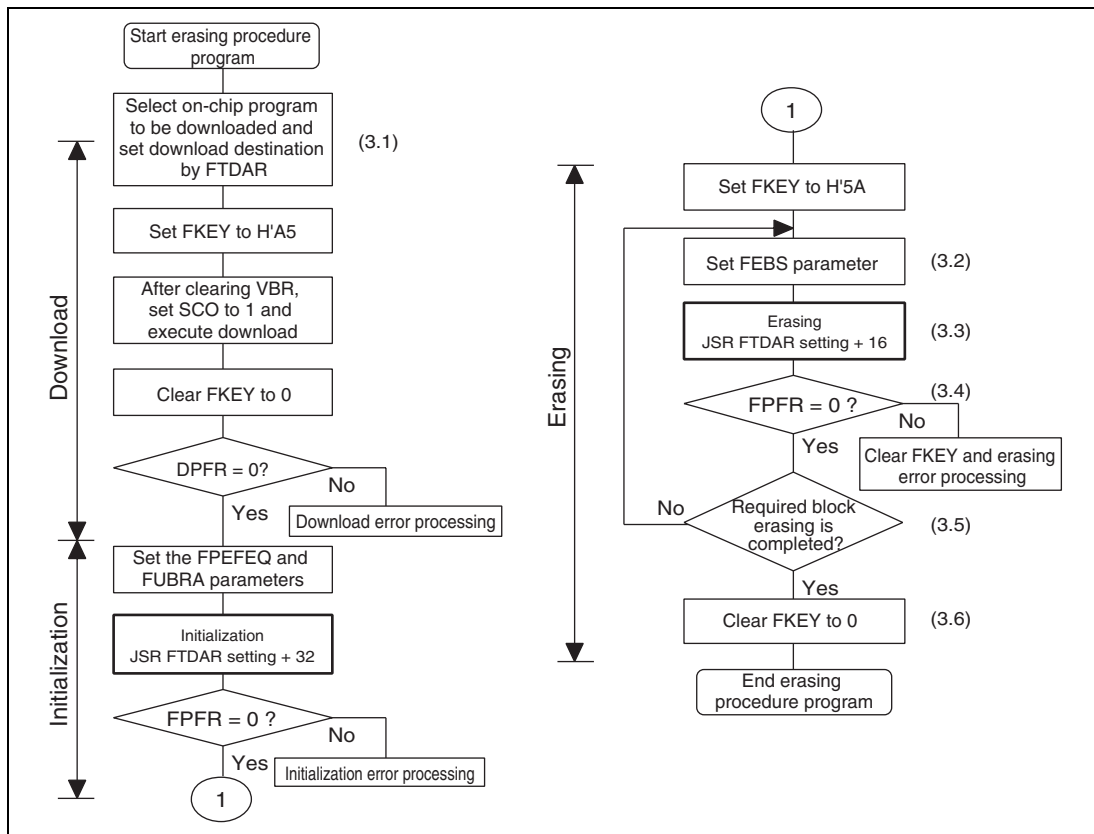 Start erasing procedure
program
Select on-chip program
to be downloaded and
set download destination
by FTDAR
(3.1)
Set FKEY to H'A5
After clearing VBR,
set SCO to 1 and
execute download
Clear FKEY to 0
DPFR = 0?
No
Yes
Download error processing
Download
Set the FPEFEQ and
FUBRA parameters
Initialization
JSR FTDAR setting + 32
FPFR = 0 ?
No
Yes
Initialization error processing
Initialization
1
1
Set FKEY to H'5A
Set FEBS parameter
(3.2)
Erasing
JSR FTDAR setting + 16
(3.3)
(3.4)
FPFR = 0 ?
No
Yes
Clear FKEY and erasing
error processing
Erasing
Required block
erasing is
completed?
No
(3.5)
Yes
Clear FKEY to 0
(3.6)
End erasing
procedure program